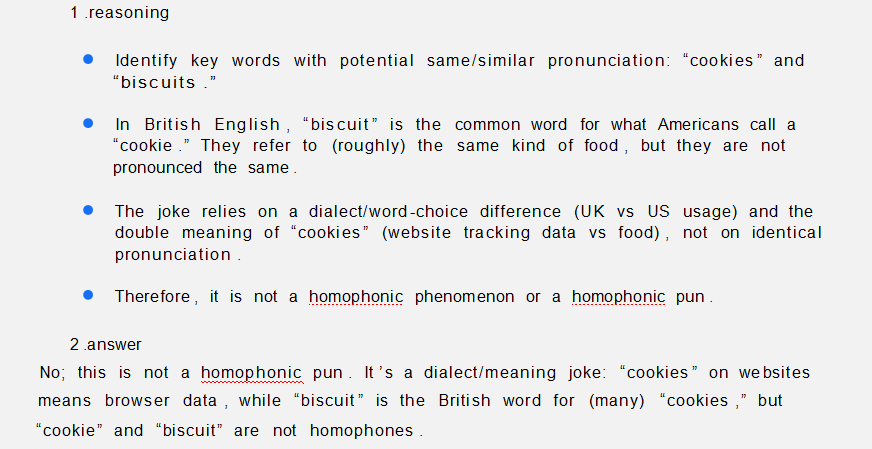 1 .reasoning
Identify key words with potential same/similar pronunciation: “cookies” and
“biscuits .”
In British English , “biscuit” is the common word for what Americans call a
“cookie .” They refer to (roughly) the same kind of food , but they are not
pronounced the same .
The joke relies on a dialect/word-choice difference (UK vs US usage) and the
double meaning of “cookies” (website tracking data vs food) , not on identical
pronunciation .
Therefore , it is not a homophonic phenomenon or a homophonic pun .
2 .answer
No; this is not a homophonic pun . It ’s a dialect/meaning joke: “cookies” on websites
means browser data , while “biscuit” is the British word for (many) “cookies ,” but
“cookie” and “biscuit” are not homophones .